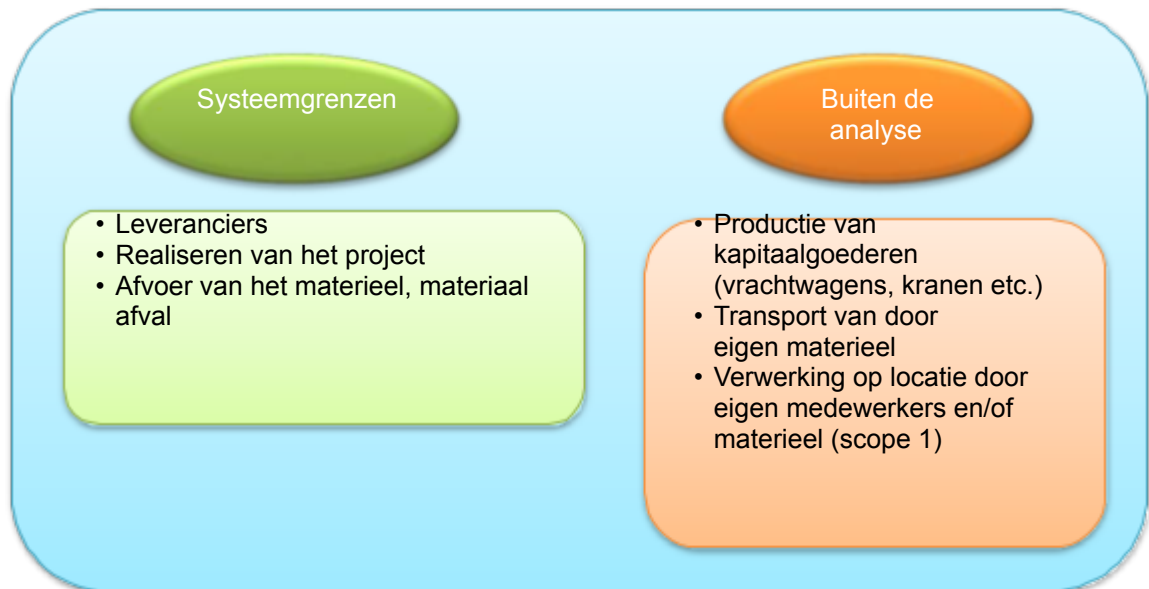 Systeemgrenzen
• Leveranciers
• Realiseren van het project
• Afvoer van het materieel, materiaal
afval
Buiten de
analyse
• Productie van
kapitaalgoederen
(vrachtwagens, kranen etc.)
• Transport van door
eigen materieel
• Verwerking op locatie door
eigen medewerkers en/of
materieel (scope 1)